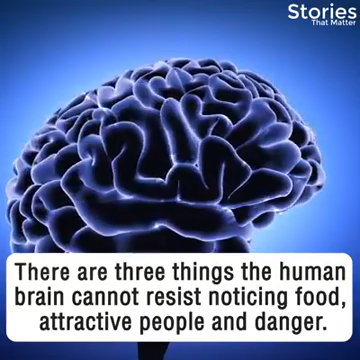 Stories
That Matter
There are three things the human
brain cannot resist noticing food,
attractive people and danger.